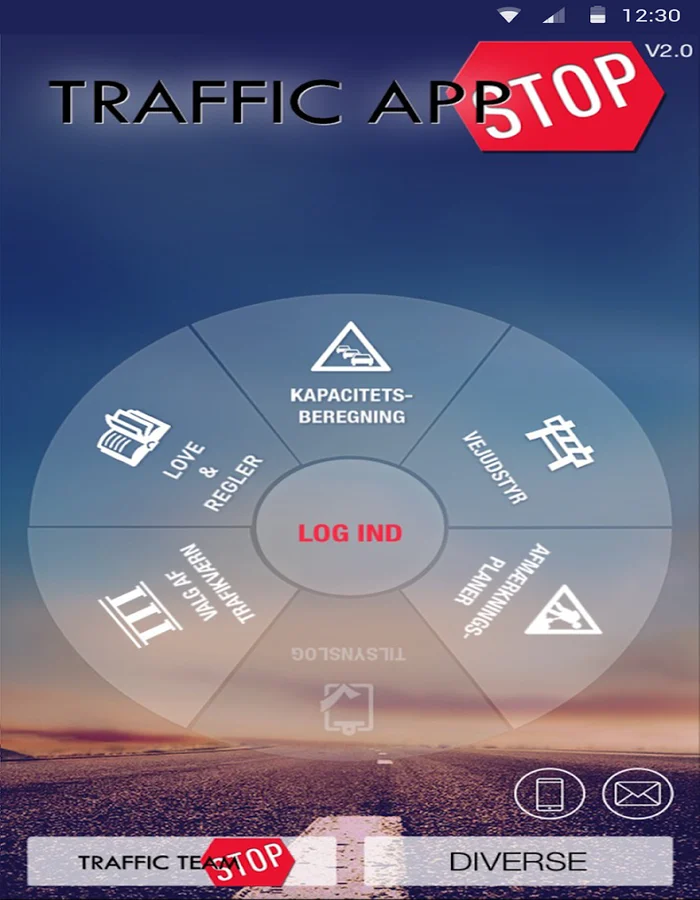 12:30
V2.0
TRAFFIC APP STOP
KAPACITETS-
BEREGNING
LOVE
&
REGLER
VEJUDSTYR
LOG IND
VALG AF
TRAFIKVÆRN
AFMÆRKNINGS-
PLANER
TILSYNSLOG
TRAFFIC TEAM STOP
DIVERSE